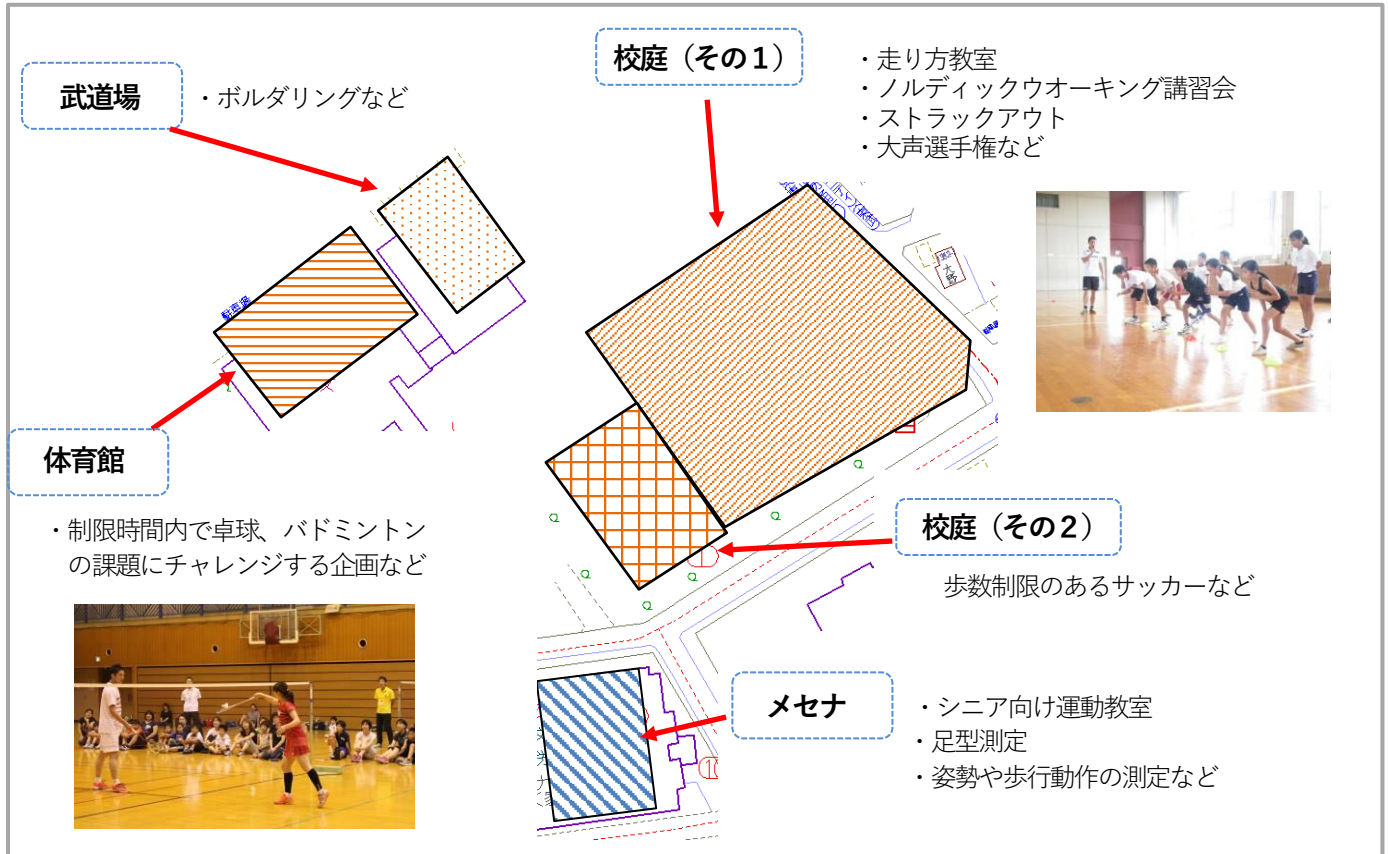 武道場
・ボルダリングなど
校庭（その１）
・走り方教室
・ノルディックウオーキング講習会
・ストラックアウト
・大声選手権など
駐車場
体育館
・制限時間内で卓球、バドミントン
の課題にチャレンジする企画など
校庭（その２）
歩数制限のあるサッカーなど
メセナ
・シニア向け運動教室
・足型測定
・姿勢や歩行動作の測定など